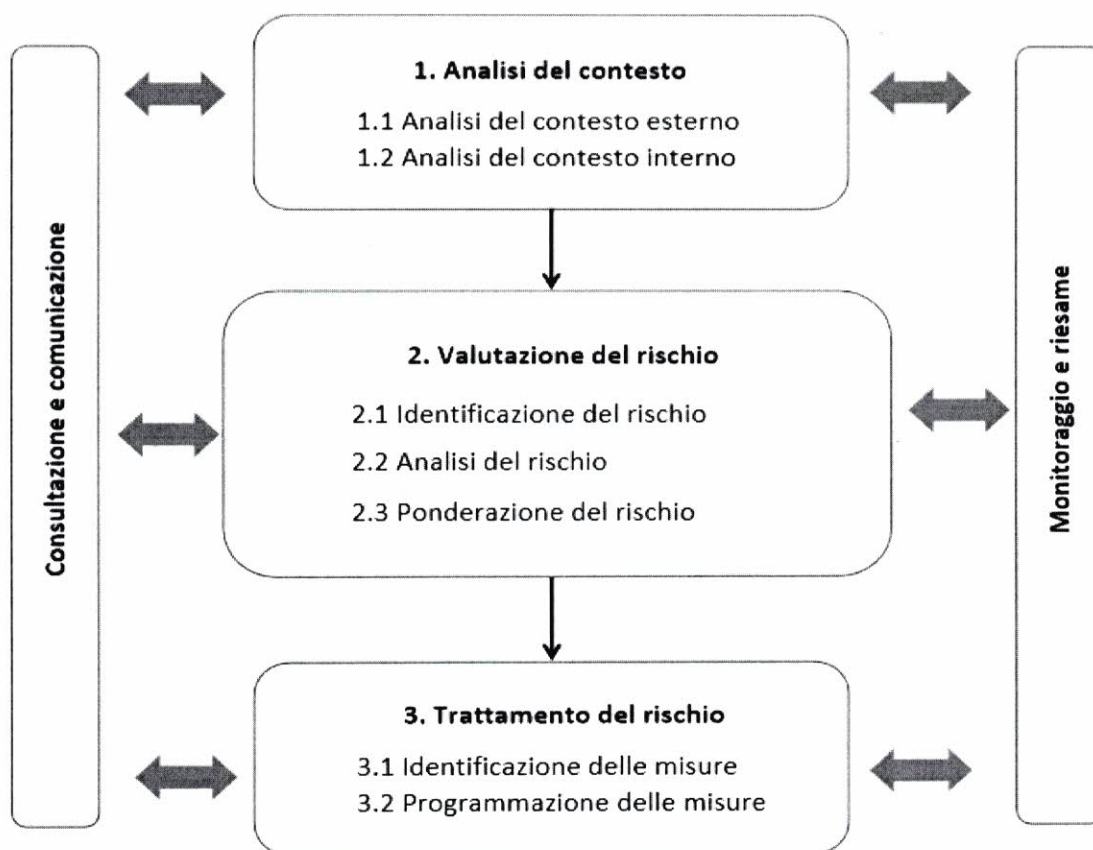 Consultazione e comunicazione
1. Analisi del contesto
1.1 Analisi del contesto esterno
1.2 Analisi del contesto interno
2. Valutazione del rischio
2.1 Identificazione del rischio
2.2 Analisi del rischio
2.3 Ponderazione del rischio
3. Trattamento del rischio
3.1 Identificazione delle misure
3.2 Programmazione delle misure
Monitoraggio e riesame